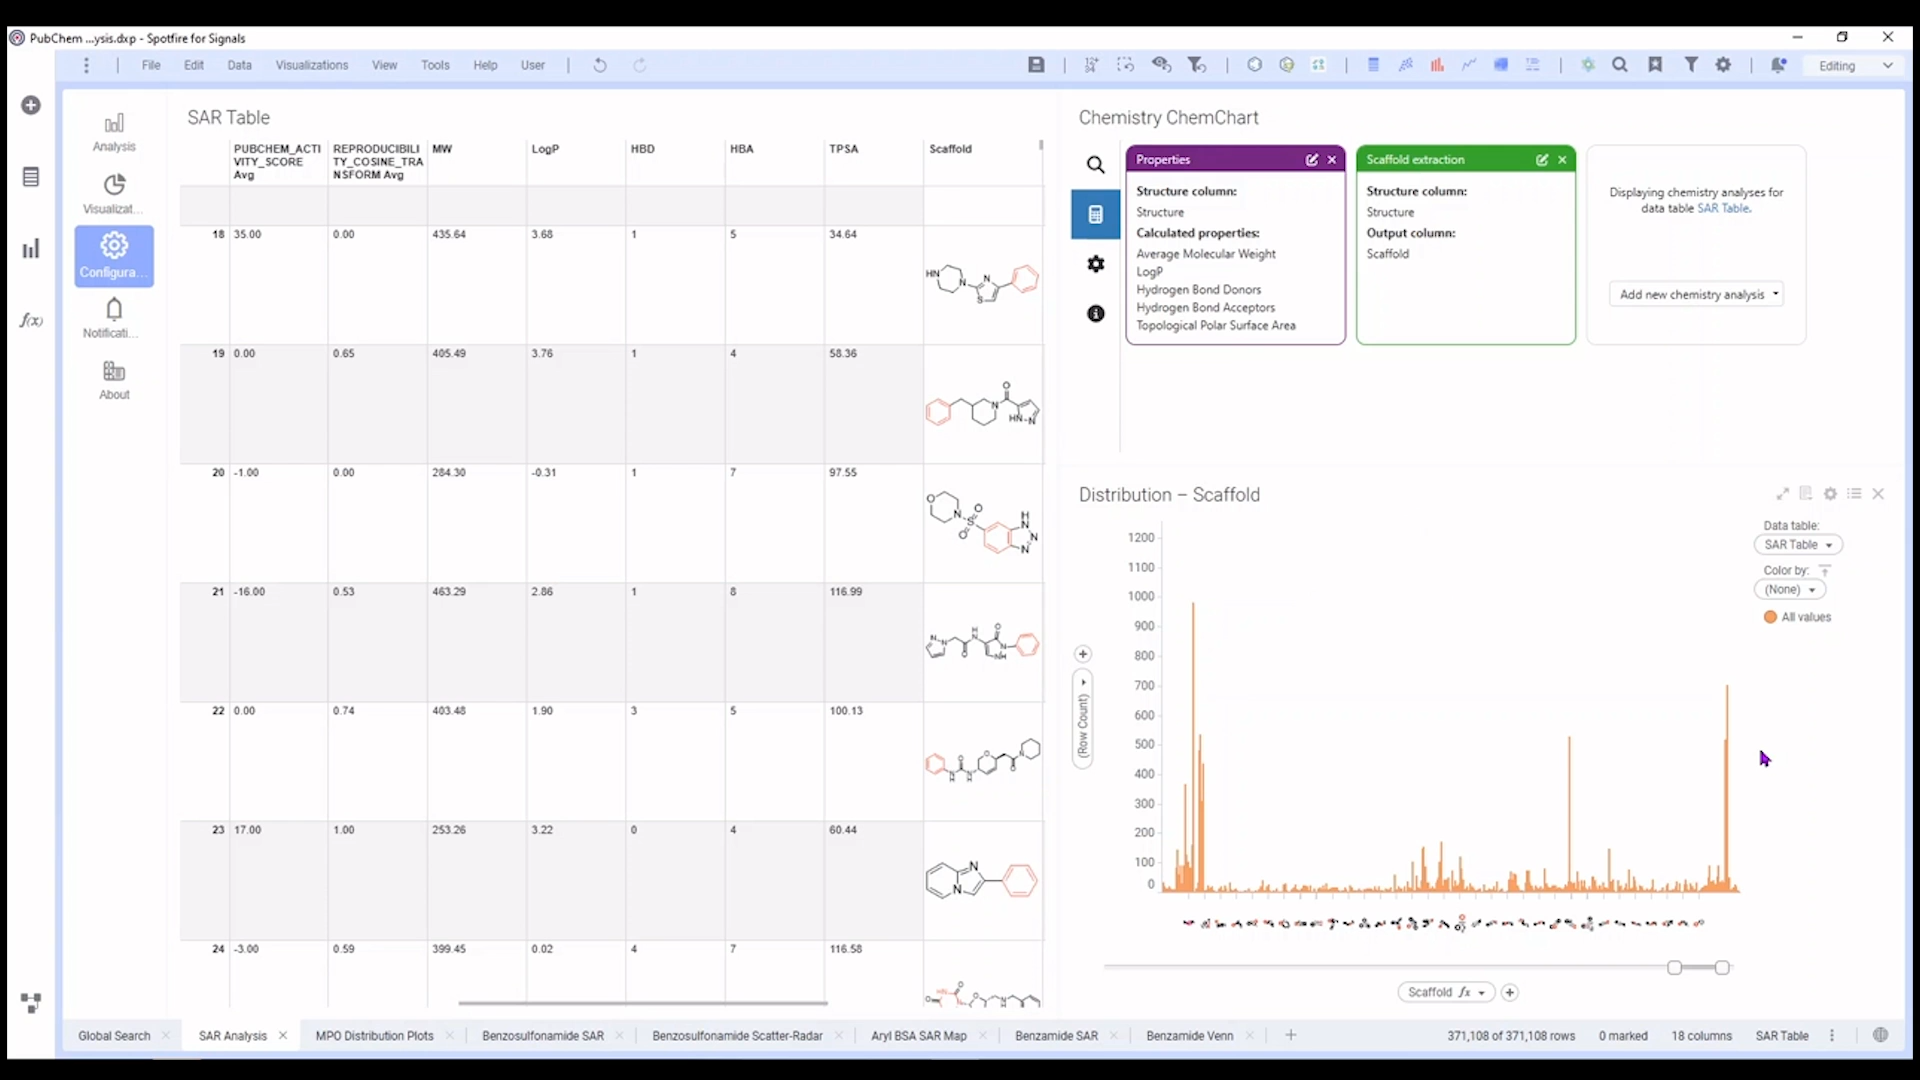 PubChem ...ysis.dxp - Spotfire for Signals
File Edit Data Visualizations View Tools Help User
Editing
Analysis
Visualizat...
Configura...
Notificati...
About
f(x)
SAR Table
PUBCHEM_ACTI
VITY_SCORE
Avg
REPRODUCIBILI
TY_COSINE_TRA
NSFORM Avg
MW
LogP
HBD
HBA
TPSA
Scaffold
18 35.00 0.00 435.64 3.68 1 5 34.64
19 0.00 0.65 405.49 3.76 1 4 58.36
20 -1.00 0.00 284.30 -0.31 1 7 97.55
21 -16.00 0.53 463.29 2.86 1 8 116.99
22 0.00 0.74 403.48 1.90 3 5 100.13
23 17.00 1.00 253.26 3.22 0 4 60.44
24 -3.00 0.59 399.45 0.02 4 7 116.58
Chemistry ChemChart
Properties
Structure column:
Structure
Calculated properties:
Average Molecular Weight
LogP
Hydrogen Bond Donors
Hydrogen Bond Acceptors
Topological Polar Surface Area
Scaffold extraction
Structure column:
Structure
Output column:
Scaffold
Displaying chemistry analyses for
data table SAR Table.
Add new chemistry analysis
Distribution – Scaffold
1200
1100
1000
900
800
700
600
500
400
300
200
100
0
(Row Count)
Data table:
SAR Table
Color by:
(None)
All values
Scaffold fx
Global Search
SAR Analysis
MPO Distribution Plots
Benzosulfonamide SAR
Benzosulfonamide Scatter-Radar
Aryl BSA SAR Map
Benzamide SAR
Benzamide Venn
371,108 of 371,108 rows
0 marked
18 columns
SAR Table